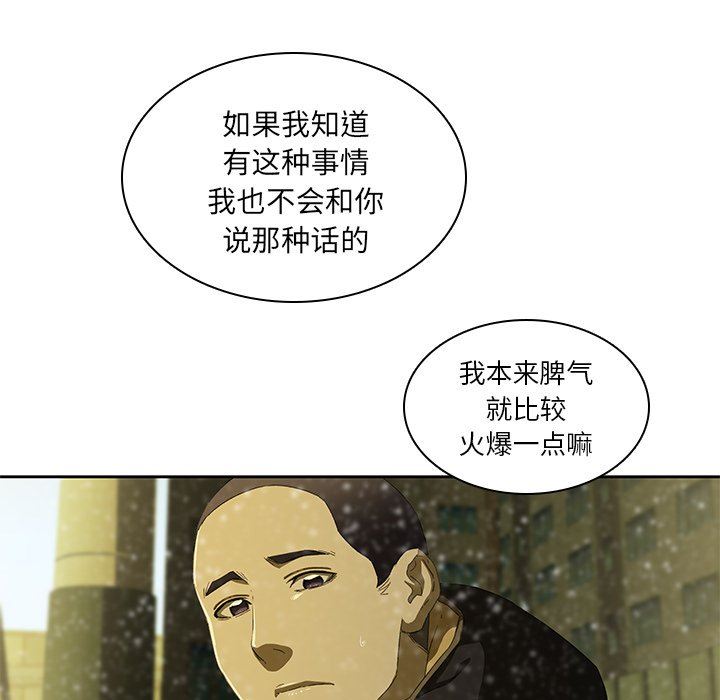 如果我知道
有这种事情
我也不会和你
说那种话的
我本来脾气
就比较
火爆一点嘛